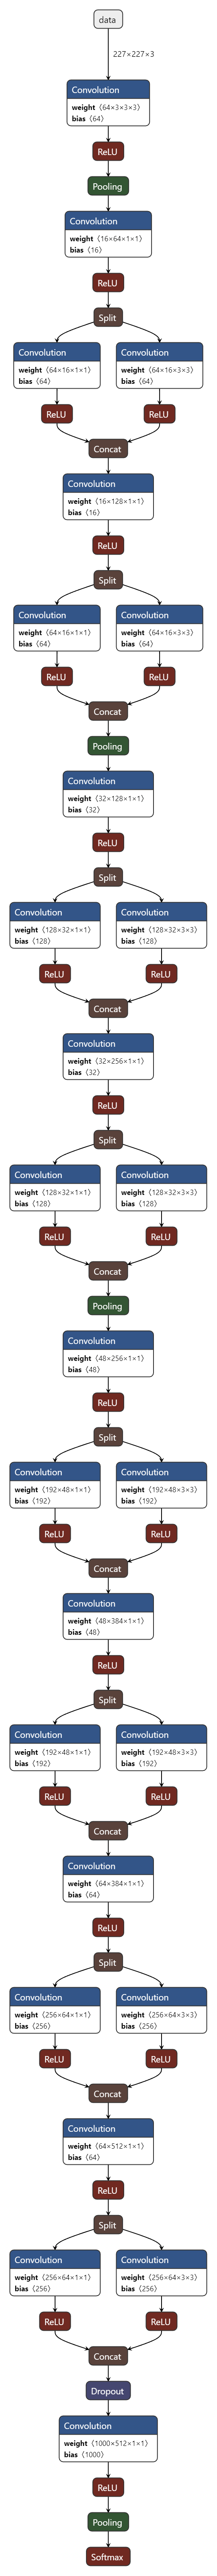 data
227×227×3
Convolution
weight ⟨64×3×3×3⟩
bias ⟨64⟩
ReLU
Pooling
Convolution
weight ⟨16×64×1×1⟩
bias ⟨16⟩
ReLU
Split
Convolution
weight ⟨64×16×1×1⟩
bias ⟨64⟩
Convolution
weight ⟨64×16×3×3⟩
bias ⟨64⟩
ReLU
ReLU
Concat
Convolution
weight ⟨16×128×1×1⟩
bias ⟨16⟩
ReLU
Split
Convolution
weight ⟨64×16×1×1⟩
bias ⟨64⟩
Convolution
weight ⟨64×16×3×3⟩
bias ⟨64⟩
ReLU
ReLU
Concat
Pooling
Convolution
weight ⟨32×128×1×1⟩
bias ⟨32⟩
ReLU
Split
Convolution
weight ⟨128×32×1×1⟩
bias ⟨128⟩
Convolution
weight ⟨128×32×3×3⟩
bias ⟨128⟩
ReLU
ReLU
Concat
Convolution
weight ⟨32×256×1×1⟩
bias ⟨32⟩
ReLU
Split
Convolution
weight ⟨128×32×1×1⟩
bias ⟨128⟩
Convolution
weight ⟨128×32×3×3⟩
bias ⟨128⟩
ReLU
ReLU
Concat
Pooling
Convolution
weight ⟨48×256×1×1⟩
bias ⟨48⟩
ReLU
Split
Convolution
weight ⟨192×48×1×1⟩
bias ⟨192⟩
Convolution
weight ⟨192×48×3×3⟩
bias ⟨192⟩
ReLU
ReLU
Concat
Convolution
weight ⟨48×384×1×1⟩
bias ⟨48⟩
ReLU
Split
Convolution
weight ⟨192×48×1×1⟩
bias ⟨192⟩
Convolution
weight ⟨192×48×3×3⟩
bias ⟨192⟩
ReLU
ReLU
Concat
Convolution
weight ⟨64×384×1×1⟩
bias ⟨64⟩
ReLU
Split
Convolution
weight ⟨256×64×1×1⟩
bias ⟨256⟩
Convolution
weight ⟨256×64×3×3⟩
bias ⟨256⟩
ReLU
ReLU
Concat
Convolution
weight ⟨64×512×1×1⟩
bias ⟨64⟩
ReLU
Split
Convolution
weight ⟨256×64×1×1⟩
bias ⟨256⟩
Convolution
weight ⟨256×64×3×3⟩
bias ⟨256⟩
ReLU
ReLU
Concat
Dropout
Convolution
weight ⟨1000×512×1×1⟩
bias ⟨1000⟩
ReLU
Pooling
Softmax